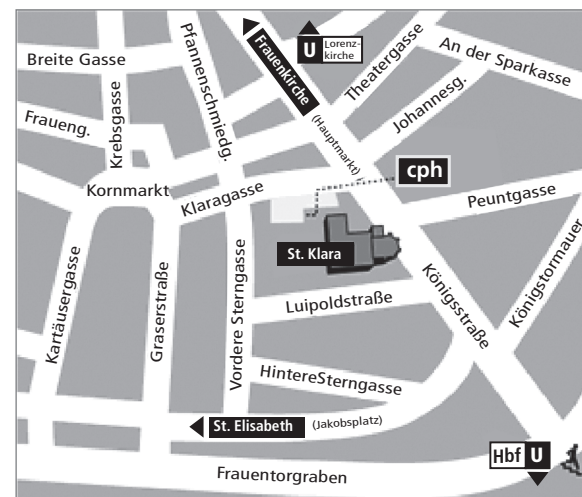 Breite Gasse
Pfannenschmiedg.
Frauenkirche
(Hauptmarkt)
U Lorenz-
kirche
Theatergasse
An der Sparkasse
Johannesg.
Fraueng.
Krebsgasse
Kornmarkt
Klaragasse
cph
Peuntgasse
St. Klara
Kartäusergasse
Graserstraße
Vordere Sterngasse
Luipoldstraße
Königsstraße
Königstormauer
HintereSterngasse
St. Elisabeth (Jakobsplatz)
Hbf U
Frauentorgraben